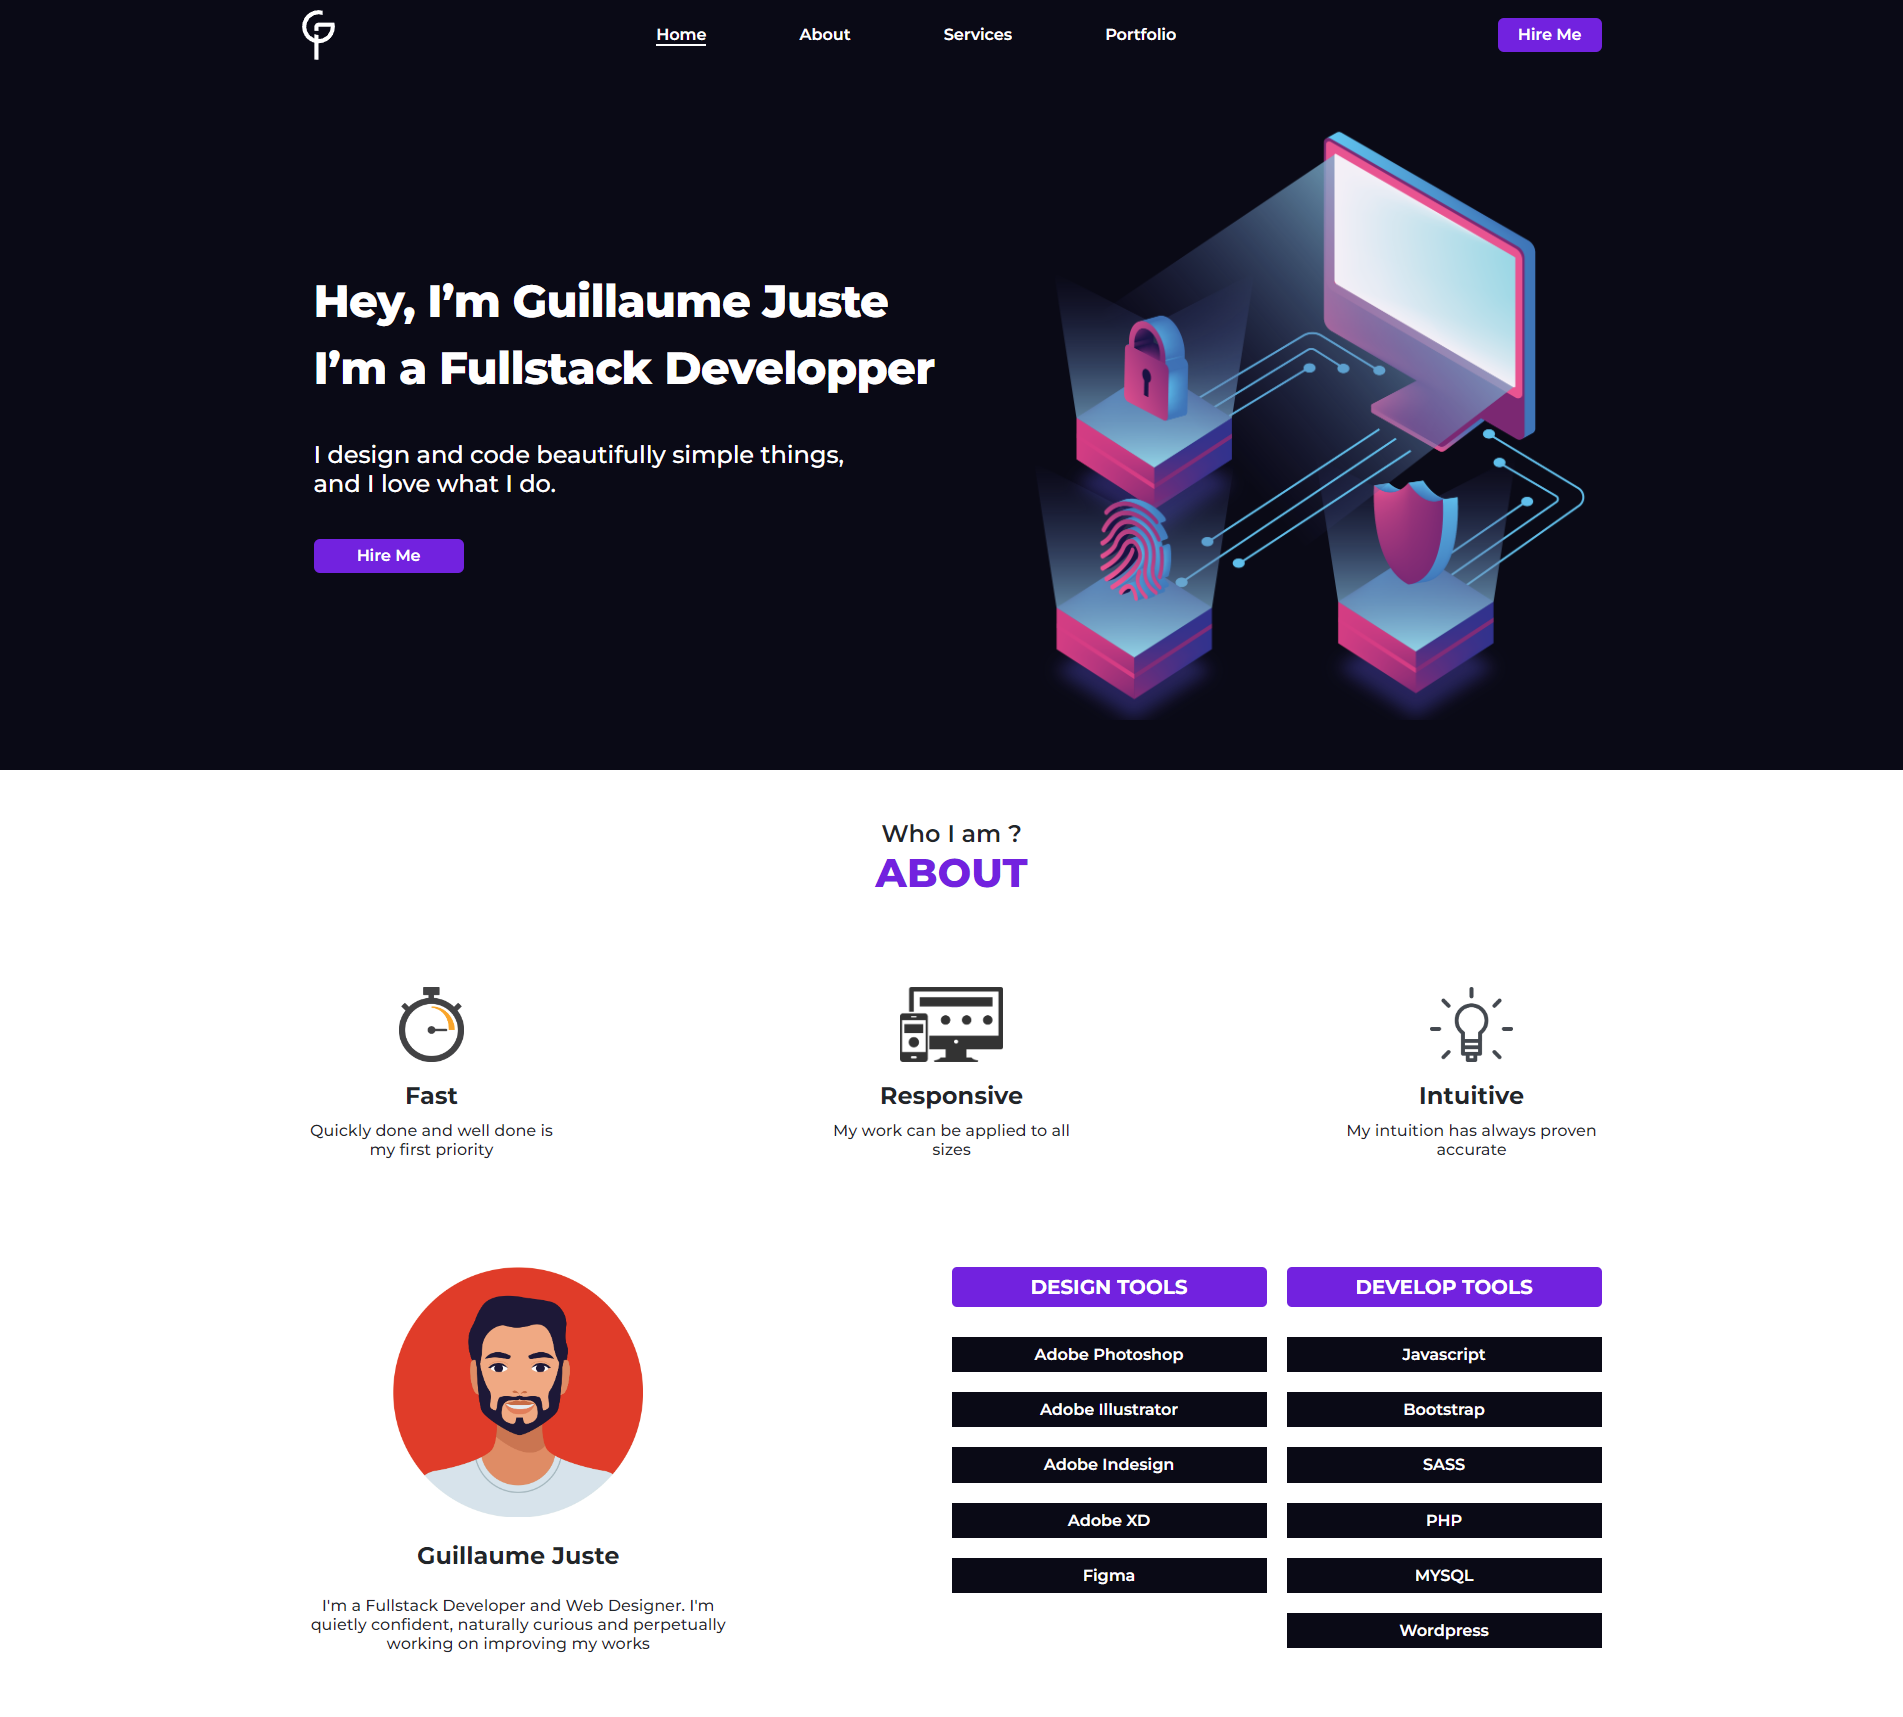 Home
About
Services
Portfolio
Hire Me
Hey, I’m Guillaume Juste
I’m a Fullstack Developper
I design and code beautifully simple things,
and I love what I do.
Hire Me
Who I am ?
ABOUT
Fast
Quickly done and well done is
my first priority
Responsive
My work can be applied to all
sizes
Intuitive
My intuition has always proven
accurate
Guillaume Juste
I'm a Fullstack Developer and Web Designer. I'm
quietly confident, naturally curious and perpetually
working on improving my works
DESIGN TOOLS
Adobe Photoshop
Adobe Illustrator
Adobe Indesign
Adobe XD
Figma
DEVELOP TOOLS
Javascript
Bootstrap
SASS
PHP
MYSQL
Wordpress